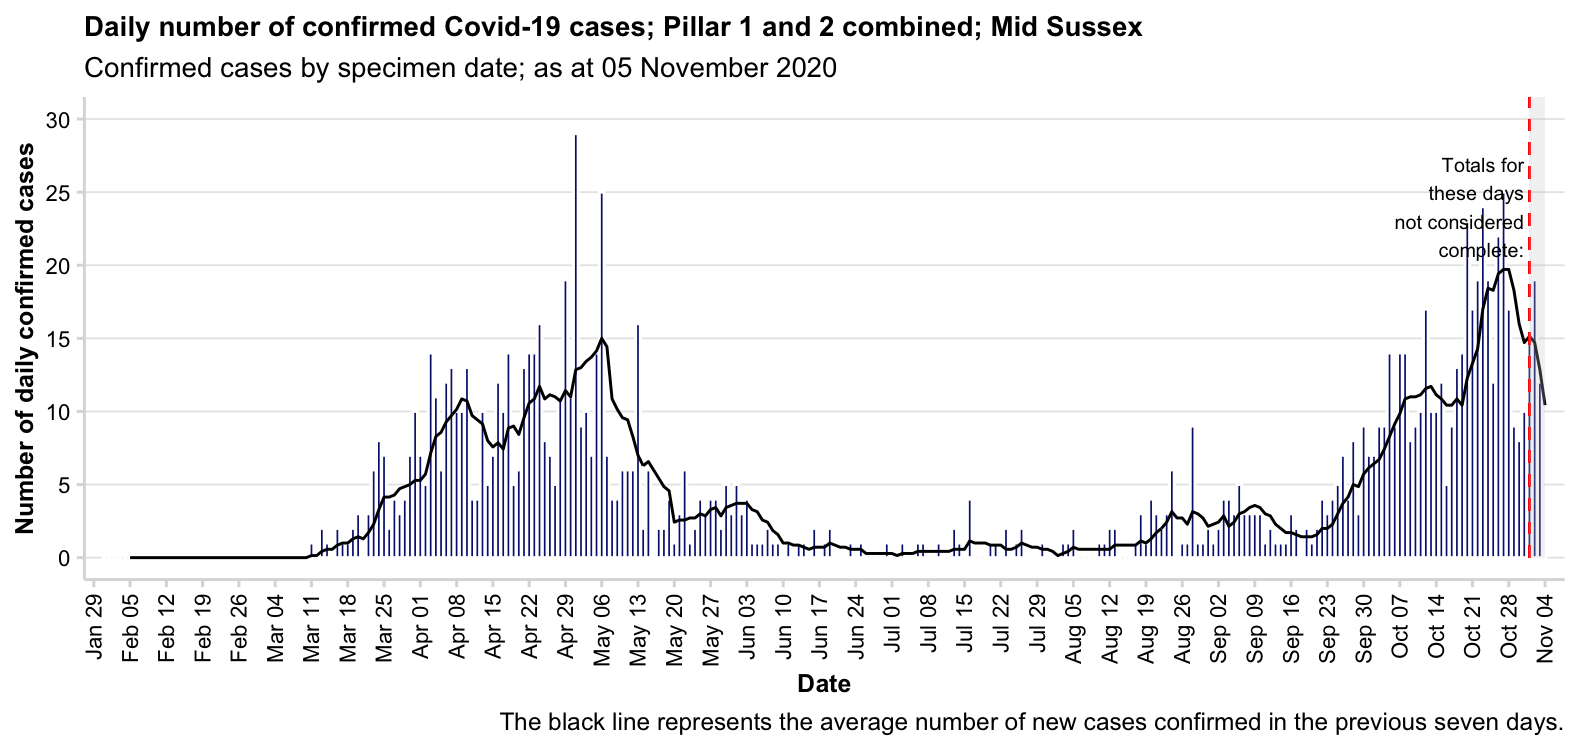 Daily number of confirmed Covid-19 cases; Pillar 1 and 2 combined; Mid Sussex
Confirmed cases by specimen date; as at 05 November 2020
Number of daily confirmed cases
30
25
20
15
10
5
0
Totals for
these days
not considered
complete:
Jan 29
Feb 05
Feb 12
Feb 19
Feb 26
Mar 04
Mar 11
Mar 18
Mar 25
Apr 01
Apr 08
Apr 15
Apr 22
Apr 29
May 06
May 13
May 20
May 27
Jun 03
Jun 10
Jun 17
Jun 24
Jul 01
Jul 08
Jul 15
Jul 22
Jul 29
Aug 05
Aug 12
Aug 19
Aug 26
Sep 02
Sep 09
Sep 16
Sep 23
Sep 30
Oct 07
Oct 14
Oct 21
Oct 28
Nov 04
Date
The black line represents the average number of new cases confirmed in the previous seven days.